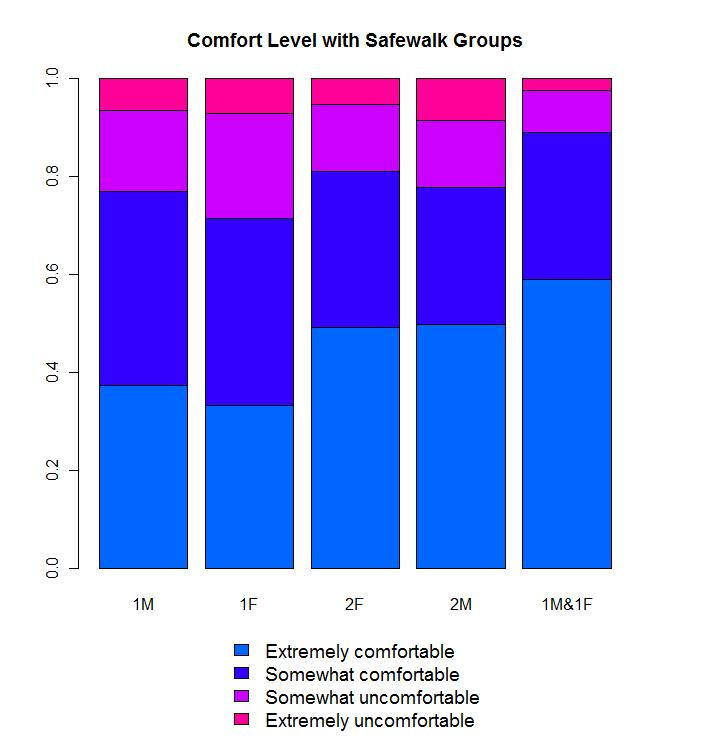 Comfort Level with Safewalk Groups
1.0
0.8
0.6
0.4
0.2
0.0
1M 1F 2F 2M 1M&1F
Extremely comfortable
Somewhat comfortable
Somewhat uncomfortable
Extremely uncomfortable